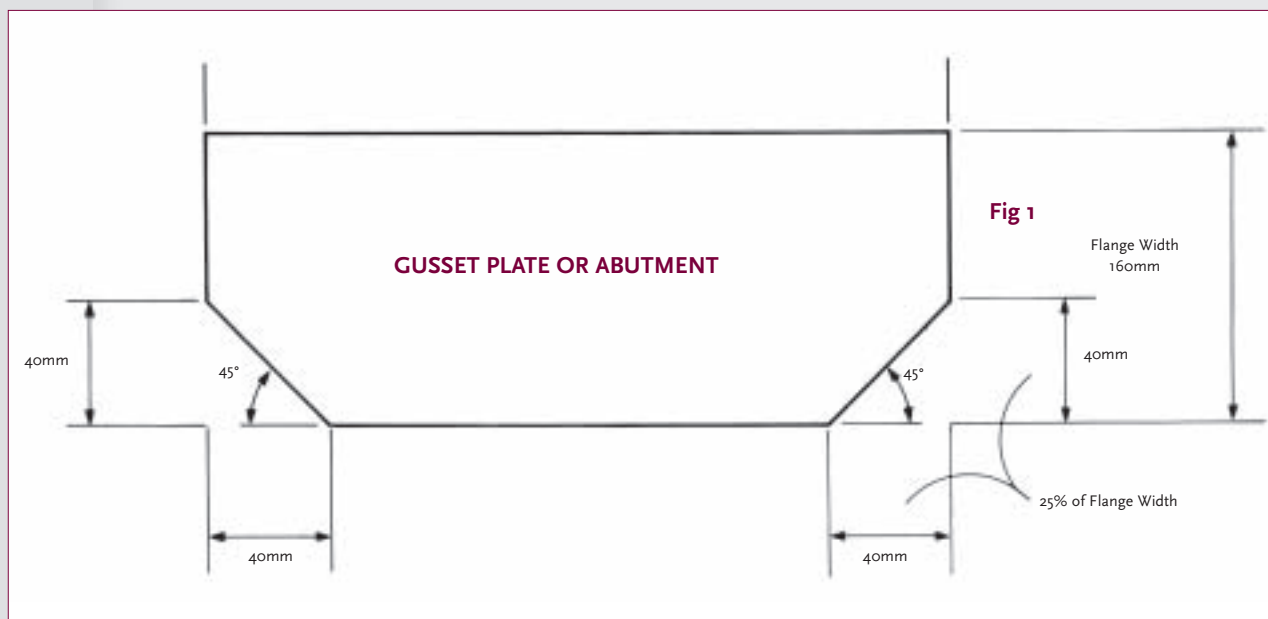 Fig 1
Flange Width
160mm
GUSSET PLATE OR ABUTMENT
40mm
45°
45°
40mm
25% of Flange Width
40mm
40mm